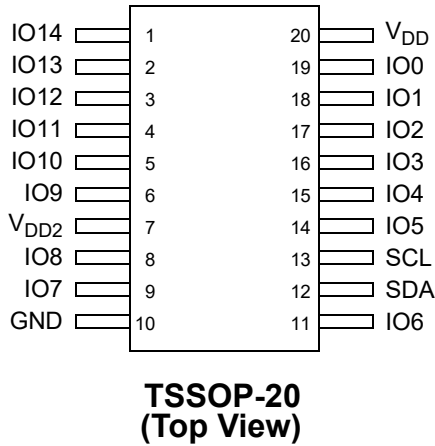 IO14 1 20 VDD
IO13 2 19 IO0
IO12 3 18 IO1
IO11 4 17 IO2
IO10 5 16 IO3
IO9 6 15 IO4
VDD2 7 14 IO5
IO8 8 13 SCL
IO7 9 12 SDA
GND 10 11 IO6
TSSOP-20
(Top View)